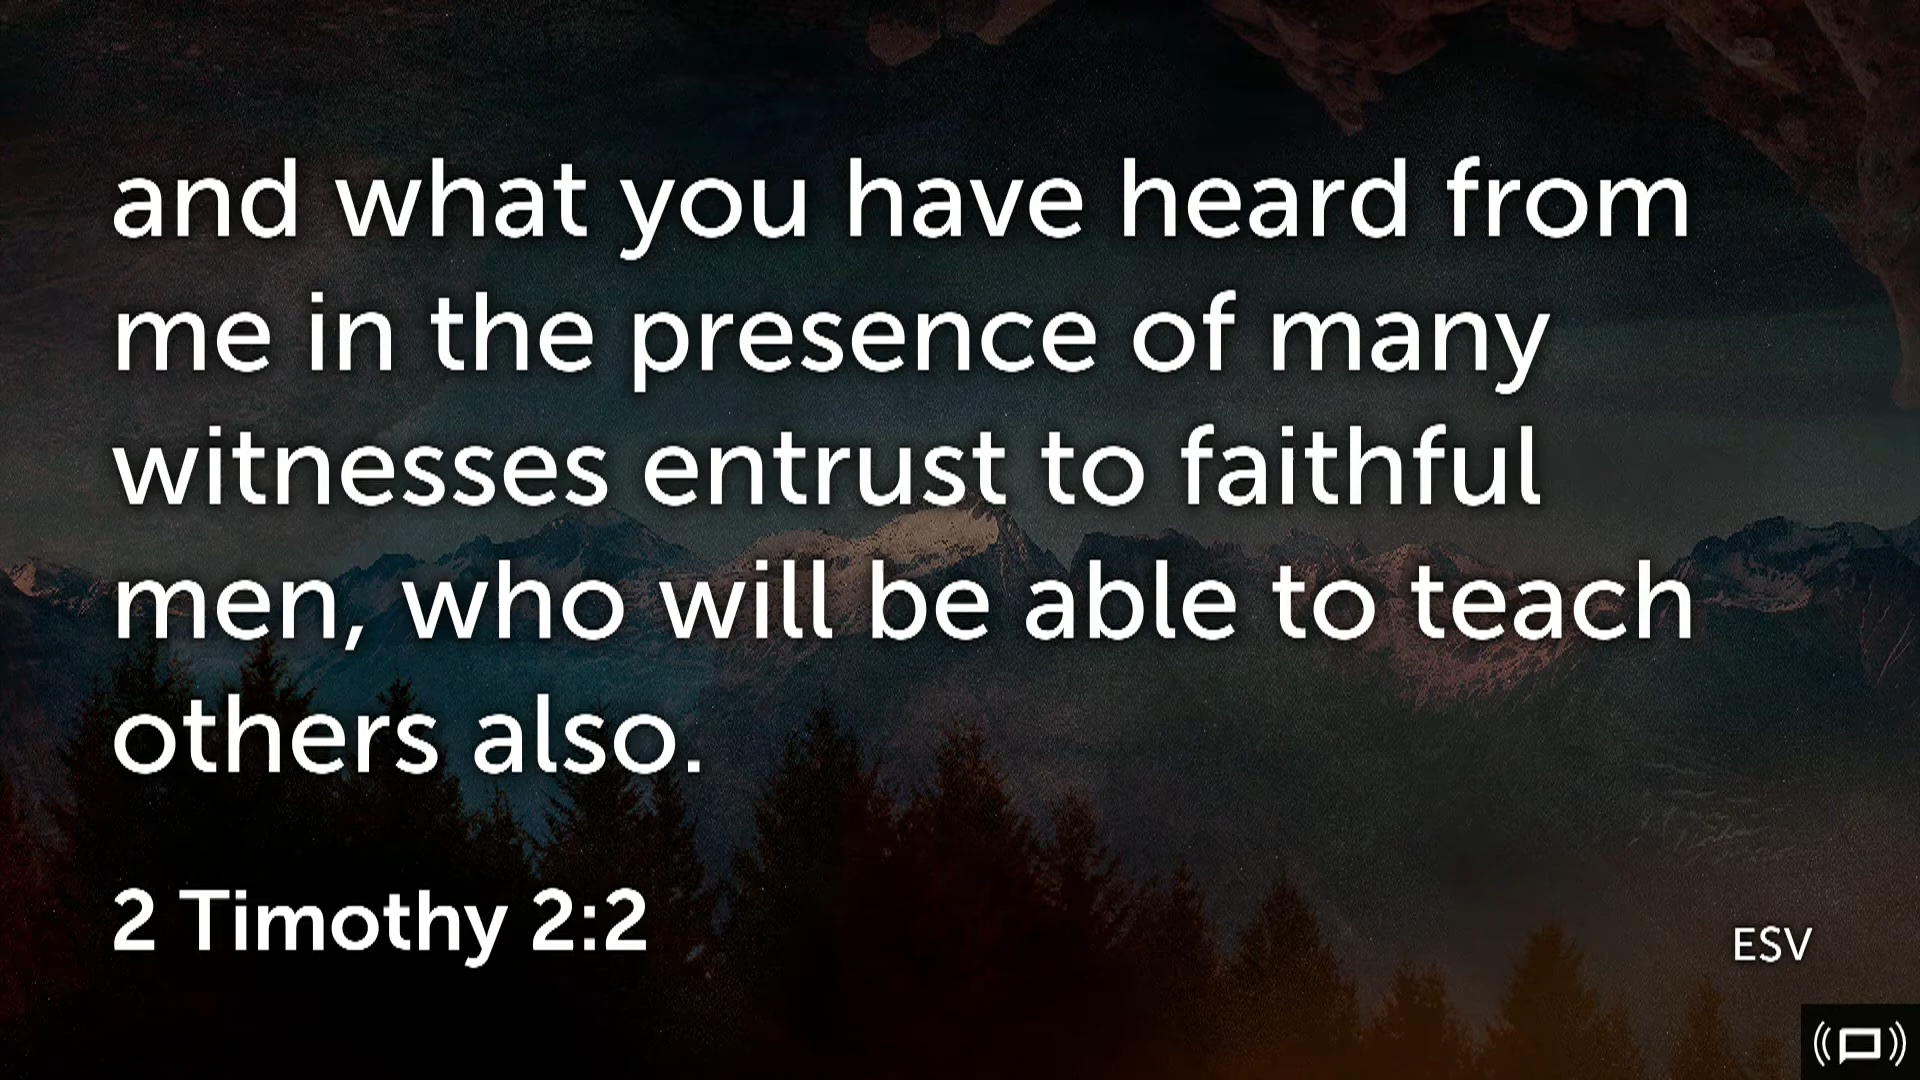 and what you have heard from
me in the presence of many
witnesses entrust to faithful
men, who will be able to teach
others also.
2 Timothy 2:2
ESV